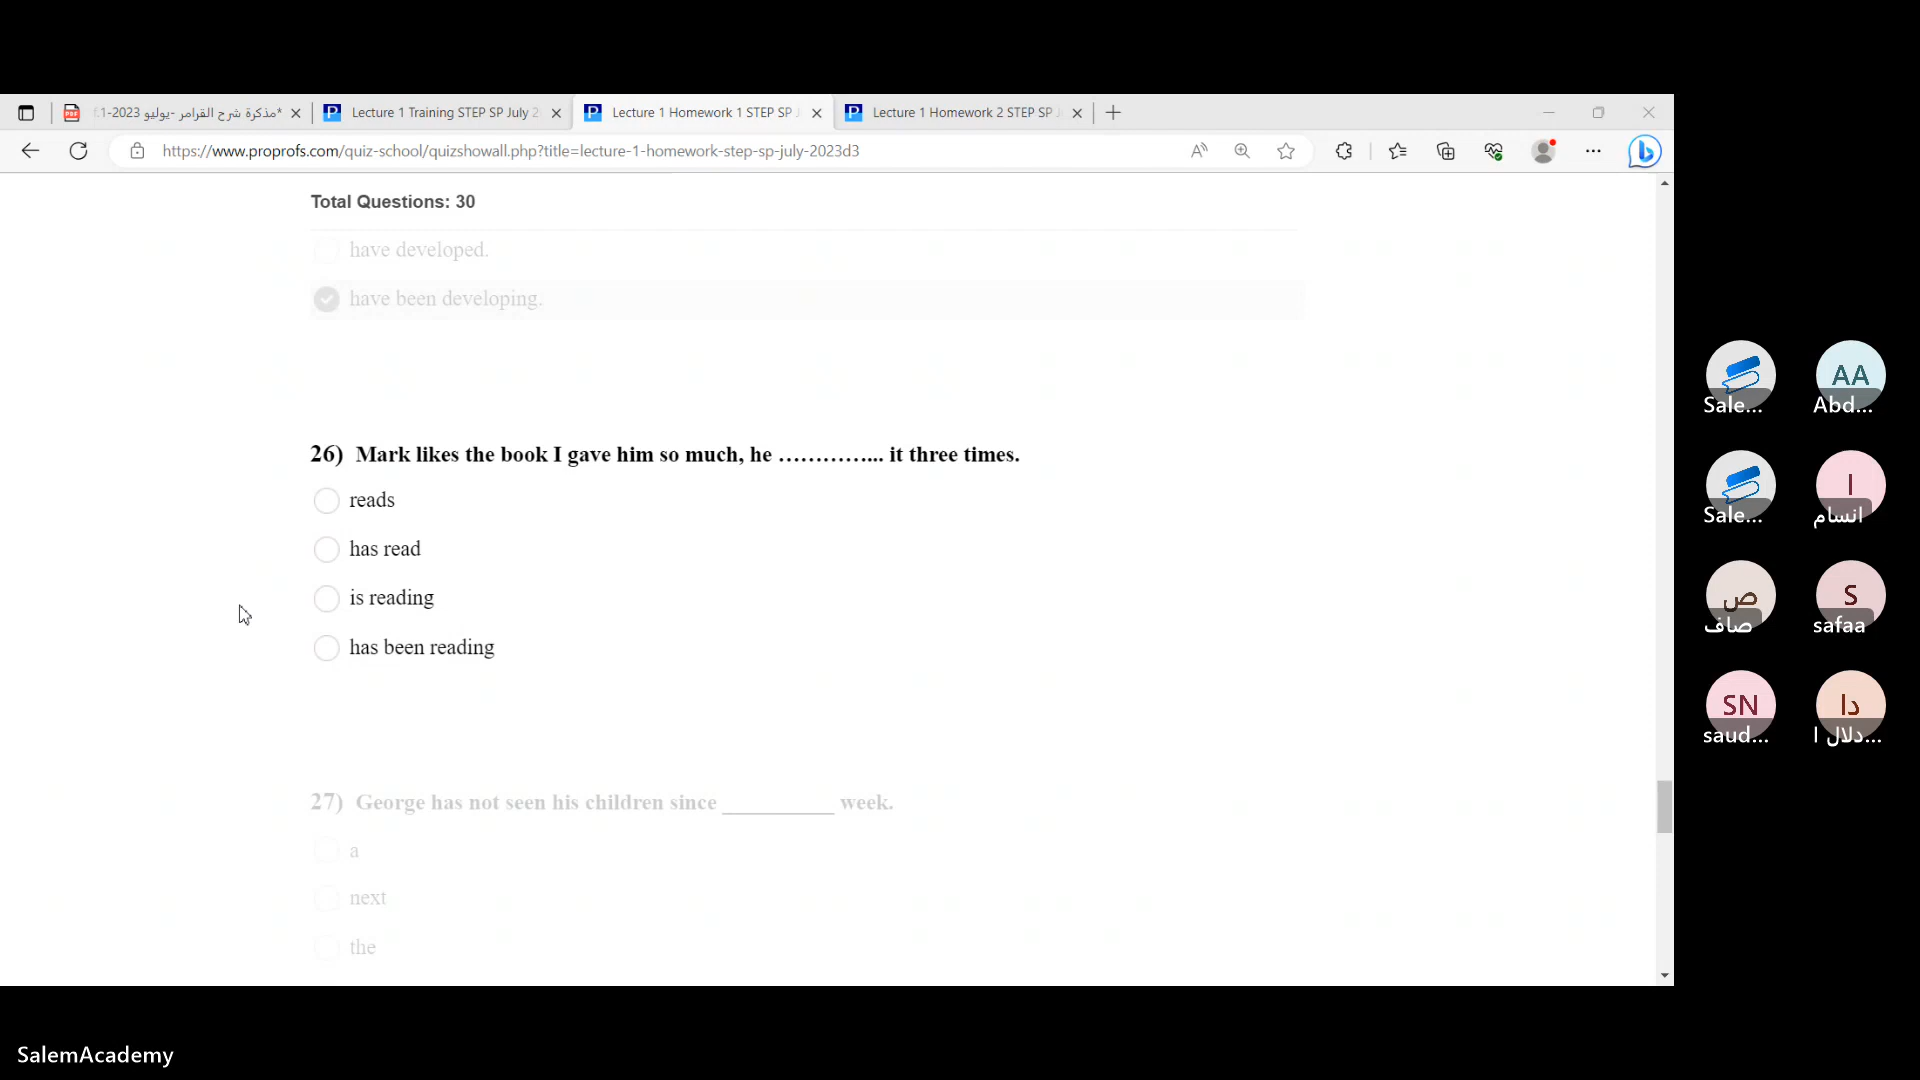 *مذكرة شرح القرامر -يوليو 2023-1.f
Lecture 1 Training STEP SP July 2
Lecture 1 Homework 1 STEP SP J
Lecture 1 Homework 2 STEP SP J
https://www.proprofs.com/quiz-school/quizshowall.php?title=lecture-1-homework-step-sp-july-2023d3
Total Questions: 30
have developed.
have been developing.
26) Mark likes the book I gave him so much, he ………….... it three times.
reads
has read
is reading
has been reading
27) George has not seen his children since __________ week.
a
next
the
Sale...
AA
Abd...
Sale...
ا
انسام
ص
صاف
S
safaa
SN
saud...
دا
دلال ا...
SalemAcademy